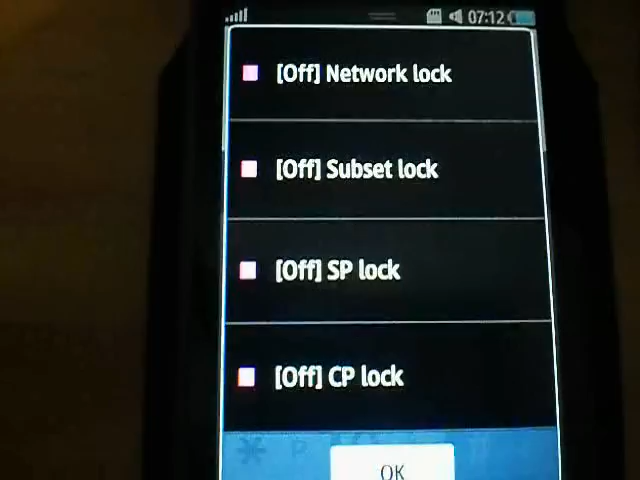 07:12
[Off] Network lock
[Off] Subset lock
[Off] SP lock
[Off] CP lock
OK